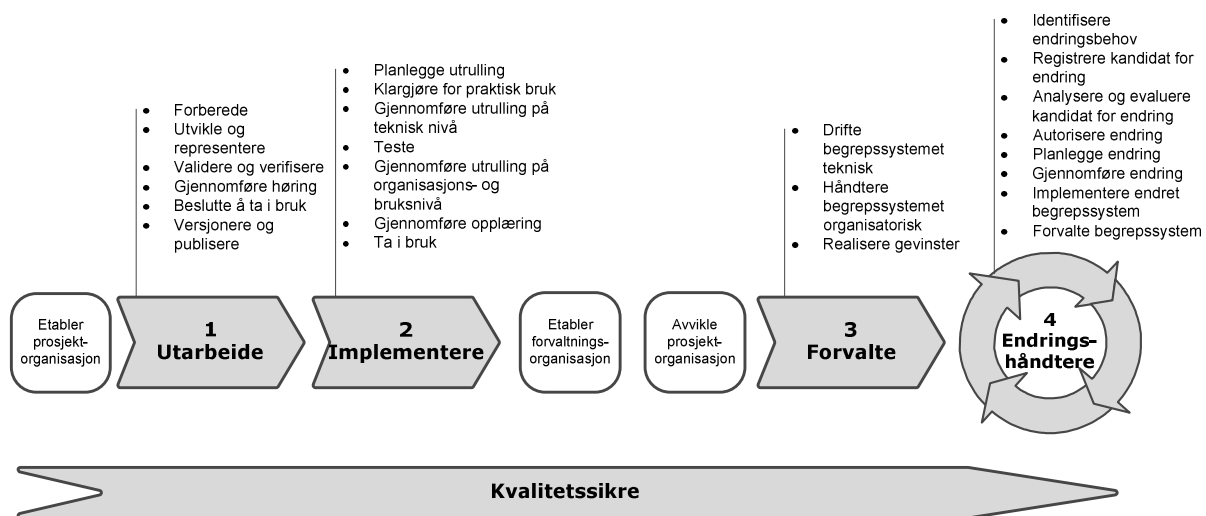 • Forberede
• Utvikle og
representere
• Validere og verifisere
• Gjennomføre høring
• Beslutte å ta i bruk
• Versjonere og
publisere
• Planlegge utrulling
• Klargjøre for praktisk bruk
• Gjennomføre utrulling på
teknisk nivå
• Teste
• Gjennomføre utrulling på
organisasjons- og
bruksnivå
• Gjennomføre opplæring
• Ta i bruk
• Drifte
begrepssystemet
teknisk
• Håndtere
begrepssystemet
organisatorisk
• Realisere gevinster
• Identifisere
endringsbehov
• Registrere kandidat for
endring
• Analysere og evaluere
kandidat for endring
• Autorisere endring
• Planlegge endring
• Gjennomføre endring
• Implementere endret
begrepssystem
• Forvalte begrepssystem
Etabler
prosjekt-
organisasjon
1
Utarbeide
2
Implementere
Etabler
forvaltnings-
organisasjon
Avvikle
prosjekt-
organisasjon
3
Forvalte
4
Endrings-
håndtere
Kvalitetssikre